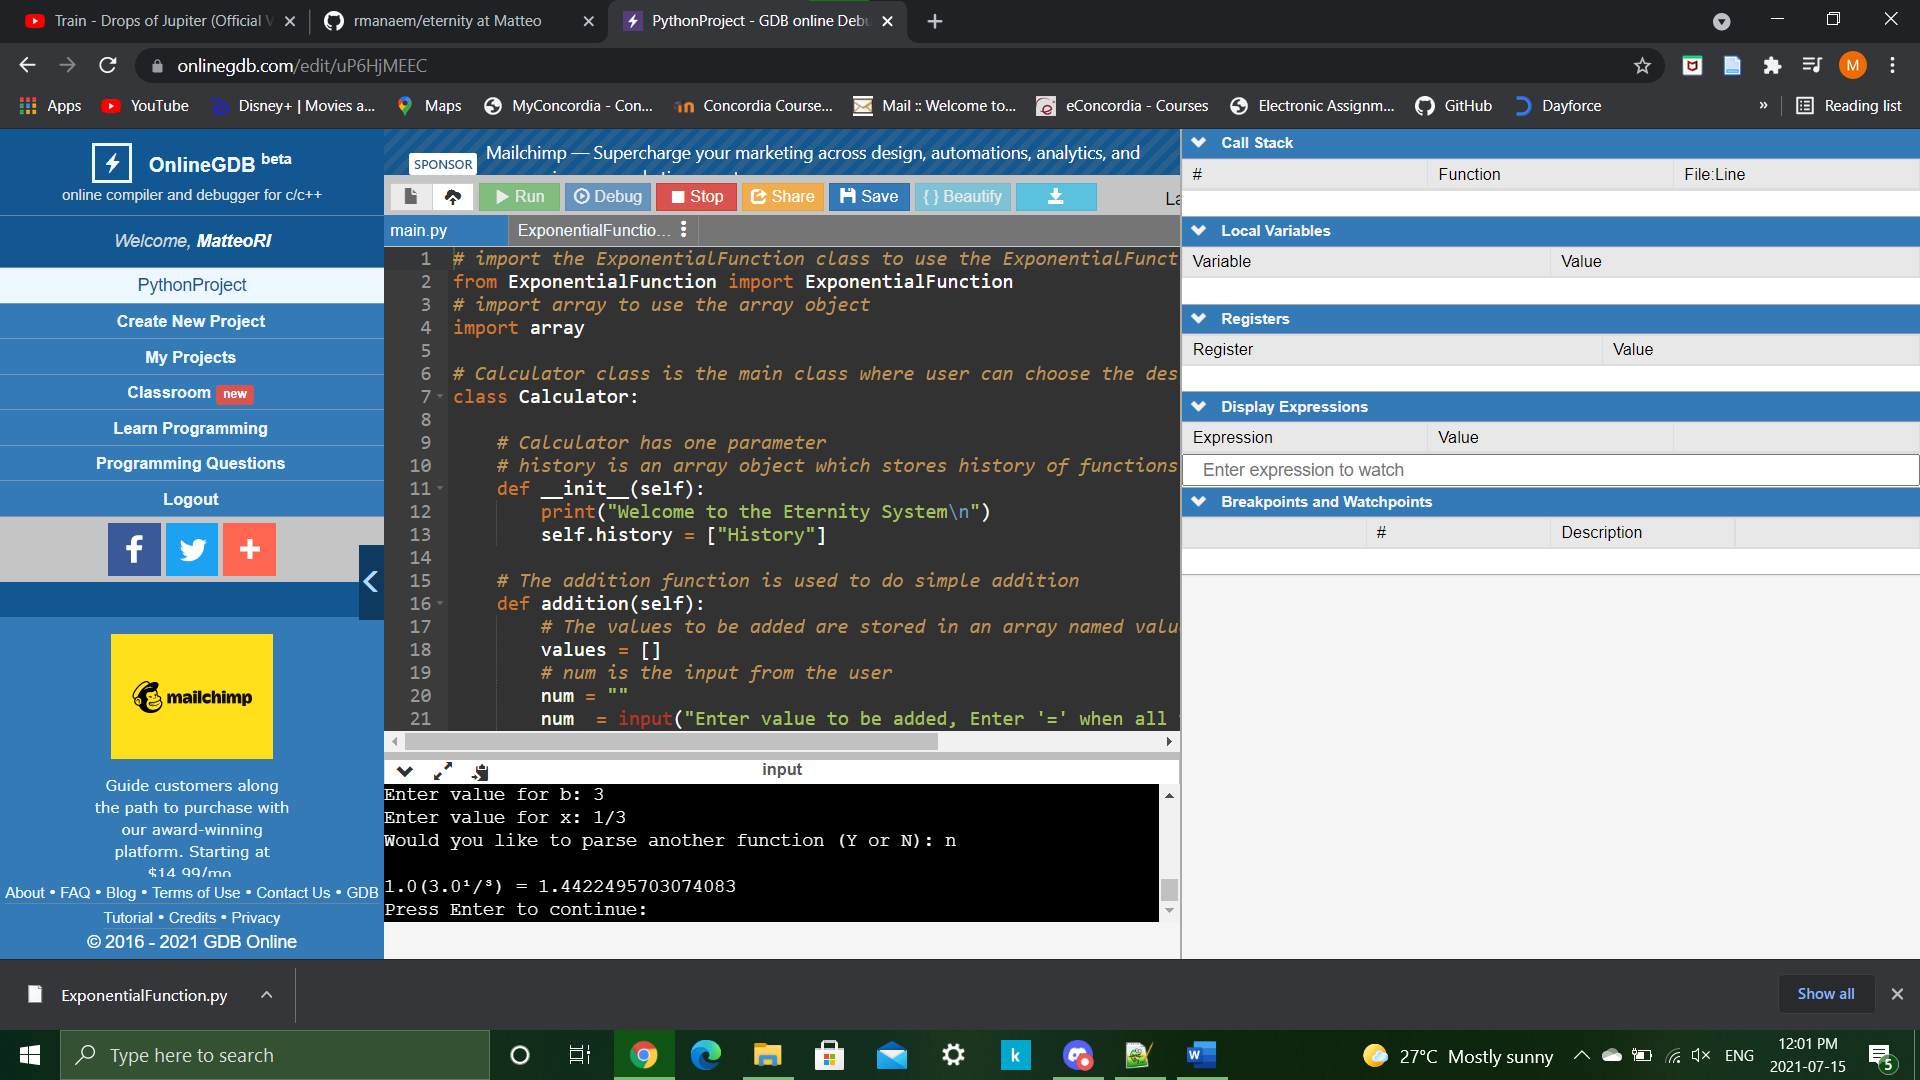 Train - Drops of Jupiter (Official V
rmanaem/eternity at Matteo
PythonProject - GDB online Debu
onlinegdb.com/edit/uP6HjMEEC
M
Apps
YouTube
Disney+ | Movies a...
Maps
MyConcordia - Con...
Concordia Course...
Mail :: Welcome to...
eConcordia - Courses
Electronic Assignm...
GitHub
Dayforce
»
Reading list
OnlineGDB beta
online compiler and debugger for c/c++
Welcome, MatteoRI
PythonProject
Create New Project
My Projects
Classroom new
Learn Programming
Programming Questions
Logout
mailchimp
Guide customers along
the path to purchase with
our award-winning
platform. Starting at
$14.99/mo
About • FAQ • Blog • Terms of Use • Contact Us • GDB
Tutorial • Credits • Privacy
© 2016 - 2021 GDB Online
SPONSOR
Mailchimp — Supercharge your marketing across design, automations, analytics, and
Run
Debug
Stop
Share
Save
{ } Beautify
La
main.py
ExponentialFunctio...
1 # import the ExponentialFunction class to use the ExponentialFunct
2 from ExponentialFunction import ExponentialFunction
3 # import array to use the array object
4 import array
5
6 # Calculator class is the main class where user can choose the des
7 class Calculator:
8
9 # Calculator has one parameter
10 # history is an array object which stores history of functions
11 def __init__(self):
12 print("Welcome to the Eternity System\n")
13 self.history = ["History"]
14
15 # The addition function is used to do simple addition
16 def addition(self):
17 # The values to be added are stored in an array named valu
18 values = []
19 # num is the input from the user
20 num = ""
21 num  = input("Enter value to be added, Enter '=' when all
input
Enter value for b: 3
Enter value for x: 1/3
Would you like to parse another function (Y or N): n
1.0(3.0¹/³) = 1.4422495703074083
Press Enter to continue:
Call Stack
# Function File:Line
Local Variables
Variable Value
Registers
Register Value
Display Expressions
Expression Value
Enter expression to watch
Breakpoints and Watchpoints
# Description
ExponentialFunction.py
Show all
Type here to search
27°C Mostly sunny
ENG
12:01 PM
2021-07-15
5